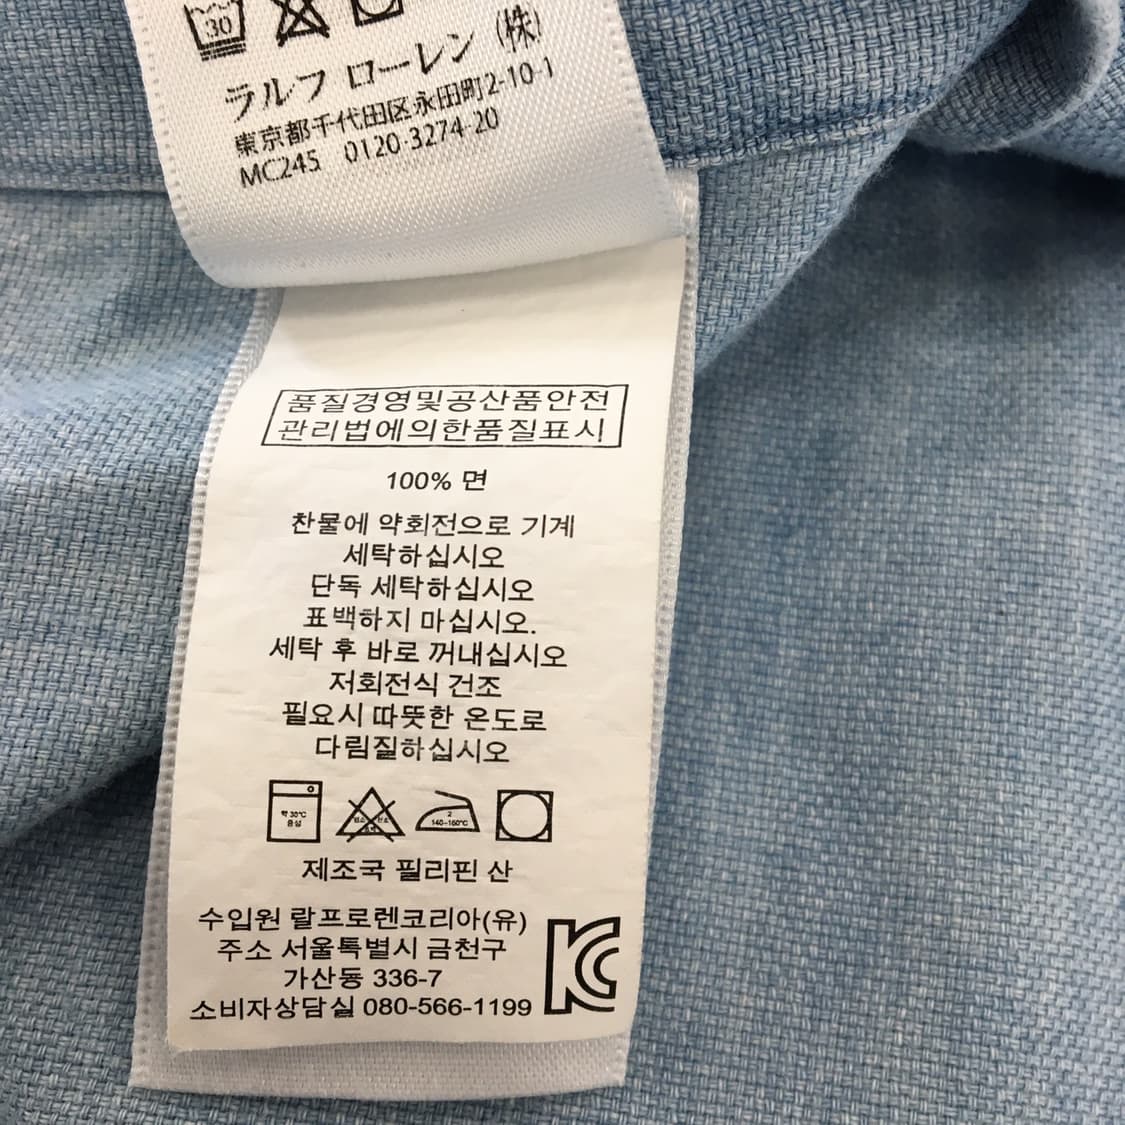 30
ラルフ ローレン (株)
東京都千代田区永田町2-10-1
MC245 0120-3274-20
품질경영및공산품안전
관리법에의한품질표시
100% 면
찬물에 약회전으로 기계
세탁하십시오
단독 세탁하십시오
표백하지 마십시오.
세탁 후 바로 꺼내십시오
저회전식 건조
필요시 따뜻한 온도로
다림질하십시오
약 30℃
중성
2
140-160℃
제조국 필리핀 산
수입원 랄프로렌코리아(유)
주소 서울특별시 금천구
가산동 336-7
소비자상담실 080-566-1199